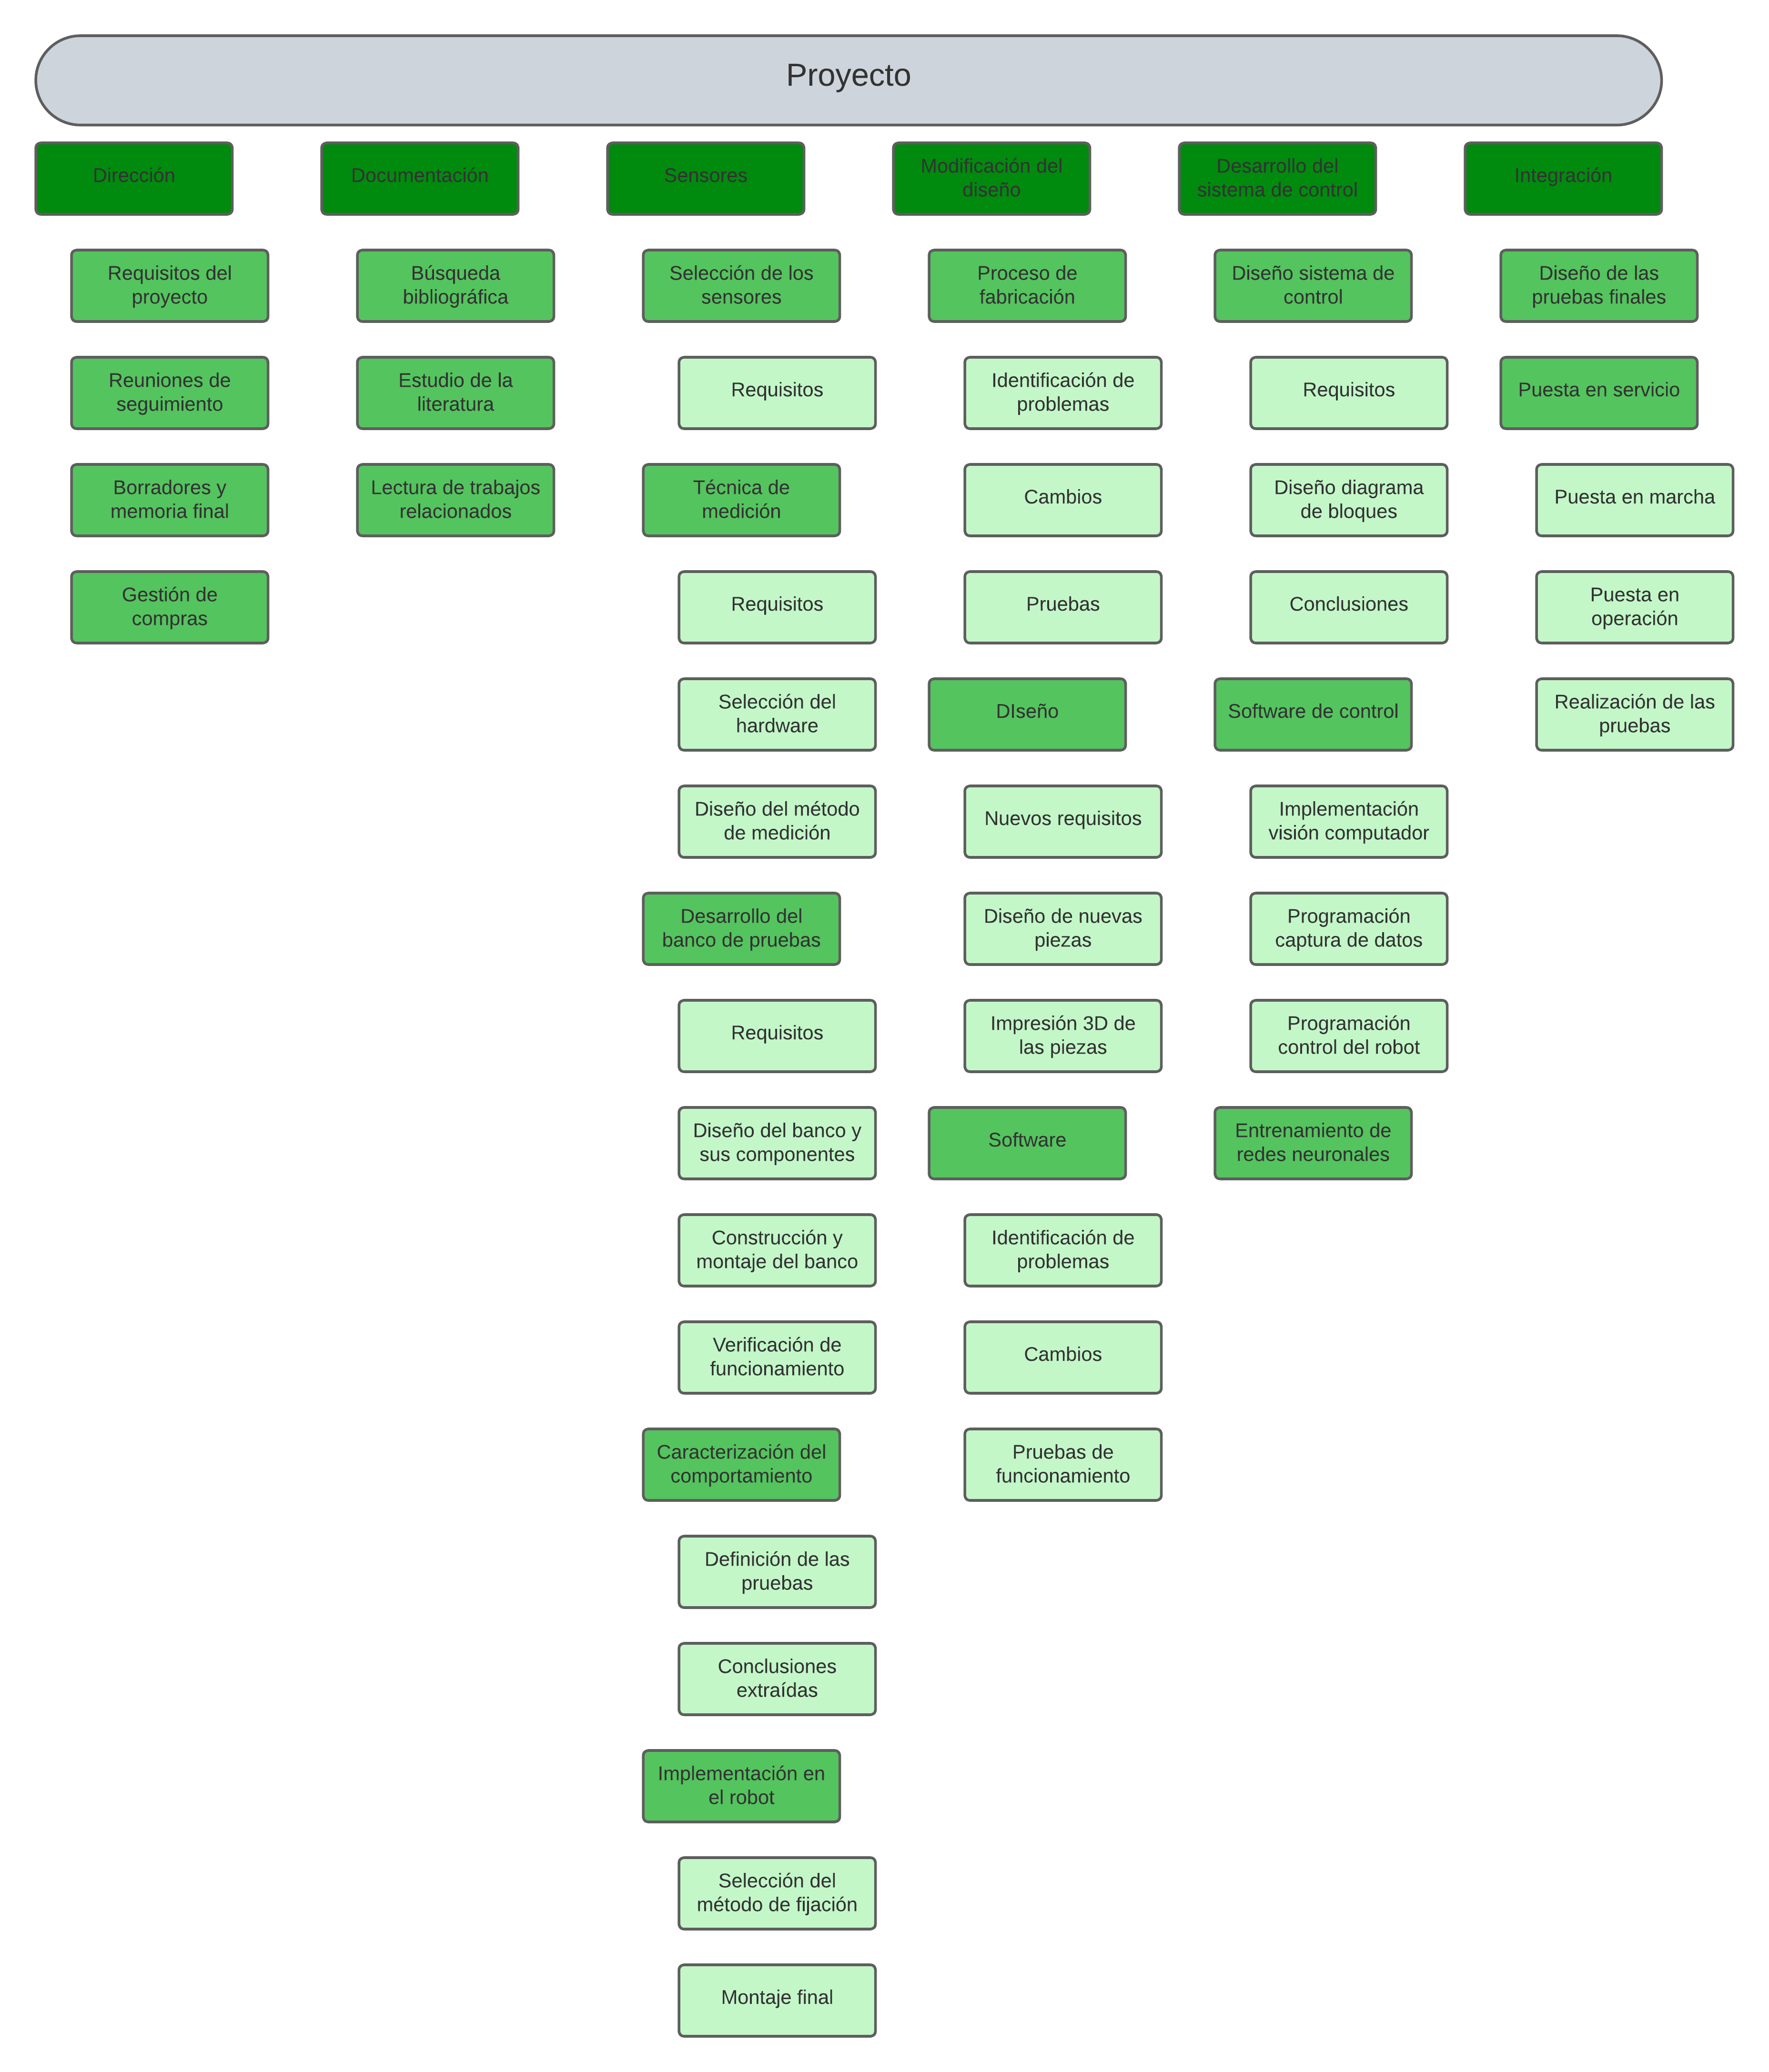 Proyecto
Dirección
Requisitos del
proyecto
Reuniones de
seguimiento
Borradores y
memoria final
Gestión de
compras
Documentación
Búsqueda
bibliográfica
Estudio de la
literatura
Lectura de trabajos
relacionados
Sensores
Selección de los
sensores
Requisitos
Técnica de
medición
Requisitos
Selección del
hardware
Diseño del método
de medición
Desarrollo del
banco de pruebas
Requisitos
Diseño del banco y
sus componentes
Construcción y
montaje del banco
Verificación de
funcionamiento
Caracterización del
comportamiento
Definición de las
pruebas
Conclusiones
extraídas
Implementación en
el robot
Selección del
método de fijación
Montaje final
Modificación del
diseño
Proceso de
fabricación
Identificación de
problemas
Cambios
Pruebas
DIseño
Nuevos requisitos
Diseño de nuevas
piezas
Impresión 3D de
las piezas
Software
Identificación de
problemas
Cambios
Pruebas de
funcionamiento
Desarrollo del
sistema de control
Diseño sistema de
control
Requisitos
Diseño diagrama
de bloques
Conclusiones
Software de control
Implementación
visión computador
Programación
captura de datos
Programación
control del robot
Entrenamiento de
redes neuronales
Integración
Diseño de las
pruebas finales
Puesta en servicio
Puesta en marcha
Puesta en
operación
Realización de las
pruebas